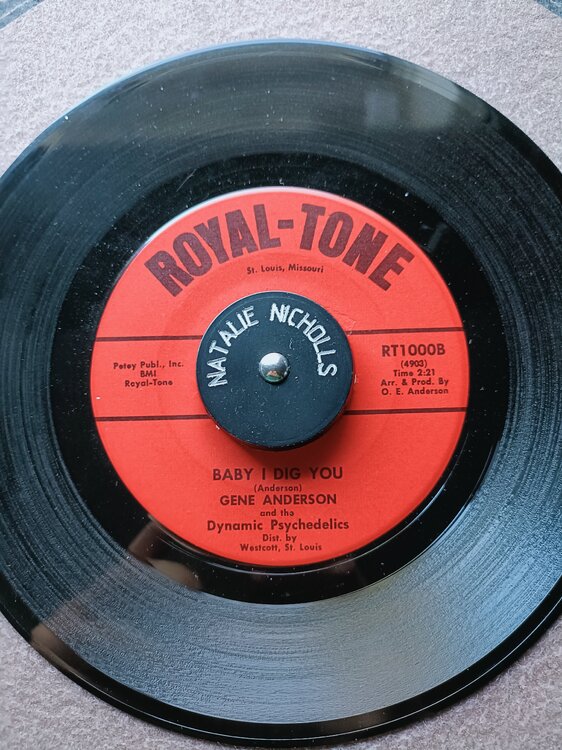 ROYAL-TONE
St. Louis, Missouri
NATALIE NICHOLLS
Petey Publ., Inc.
BMI
Royal-Tone
RT1000B
(4903)
Time 2:21
Arr. & Prod. By
O. E. Anderson
BABY I DIG YOU
(Anderson)
GENE ANDERSON
and the
Dynamic Psychedelics
Dist. by
Westcott, St. Louis